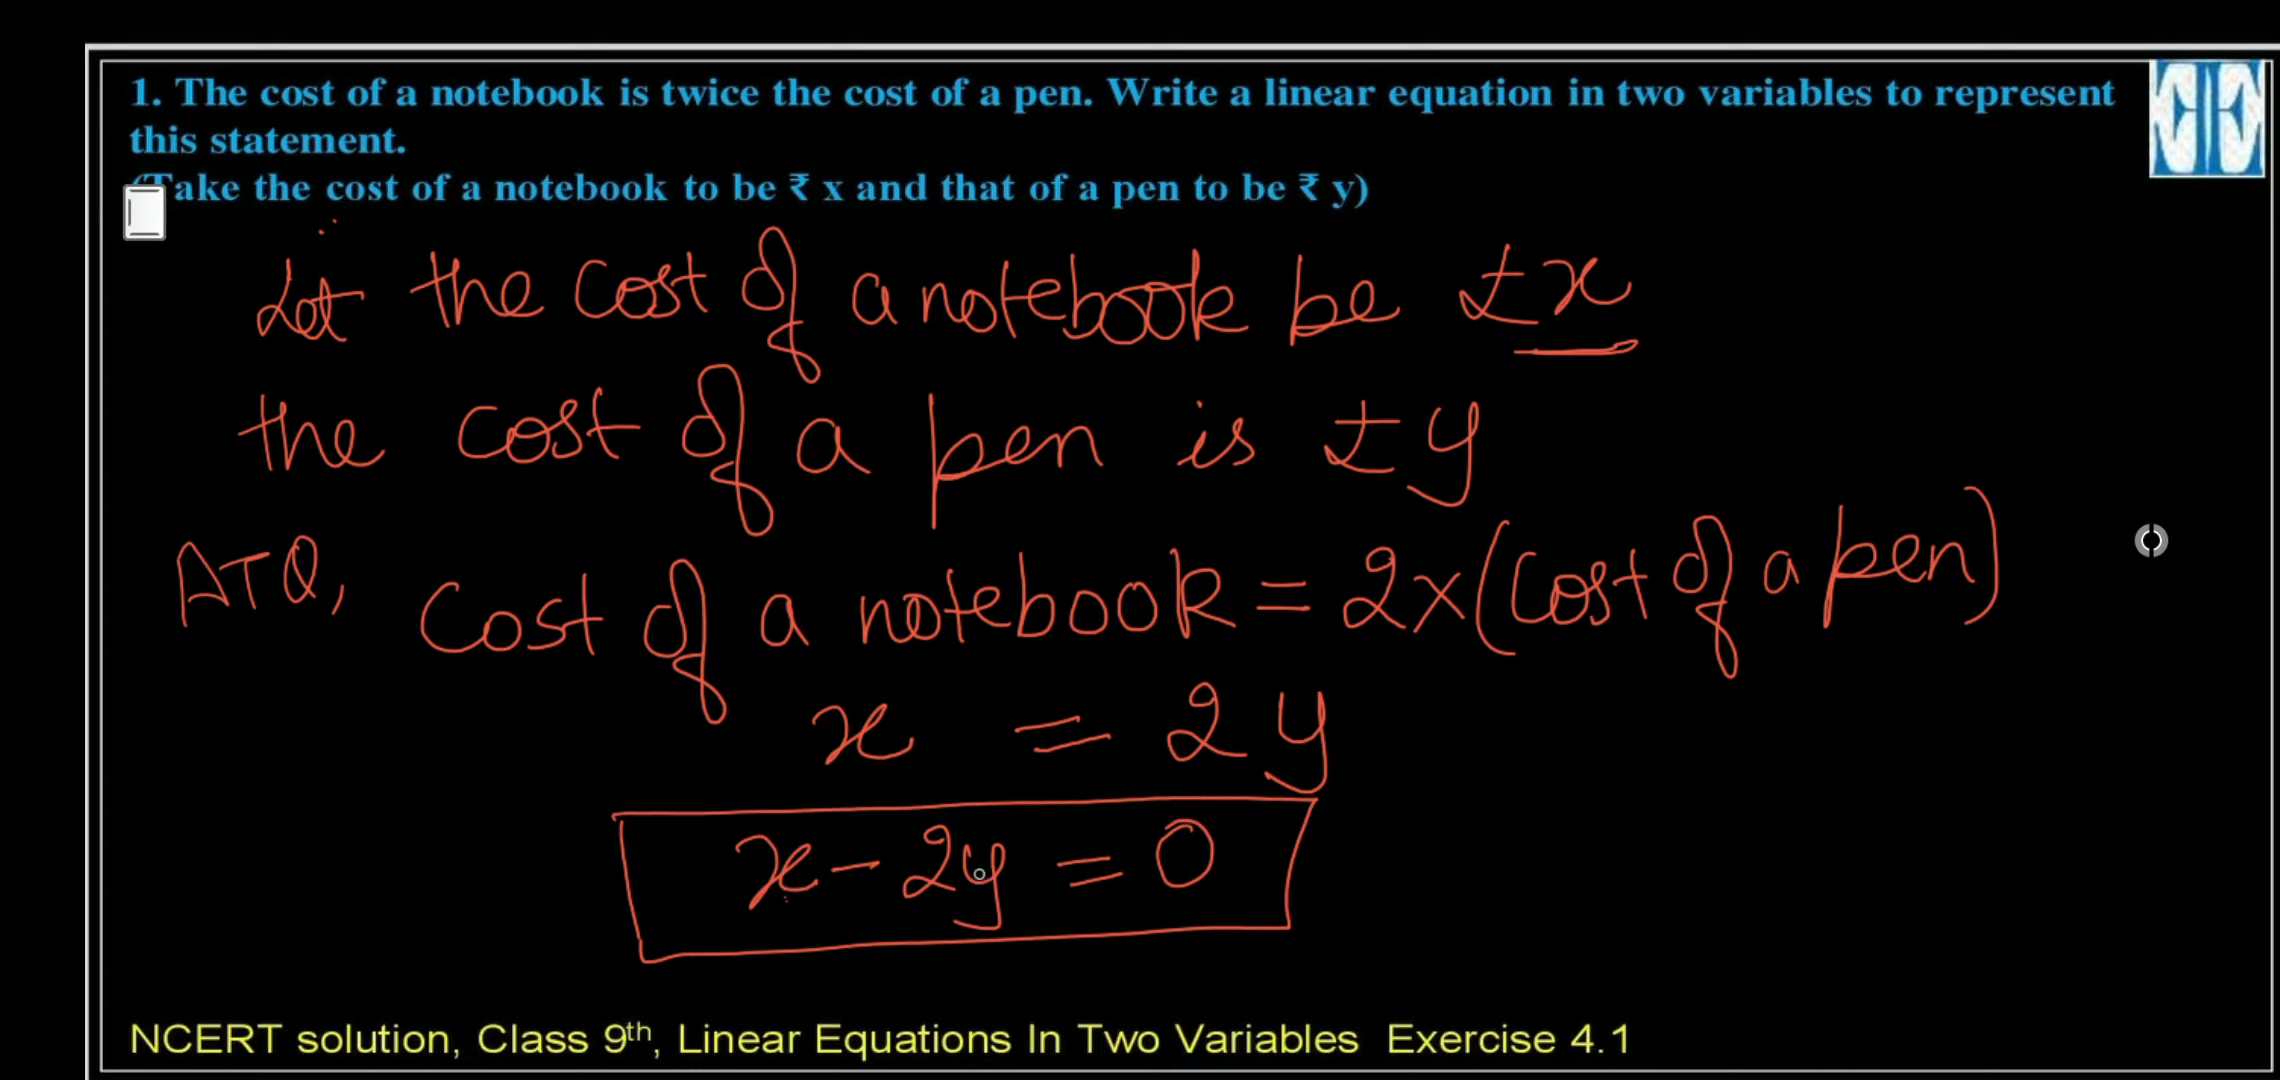 1. The cost of a notebook is twice the cost of a pen. Write a linear equation in two variables to represent
this statement.
(Take the cost of a notebook to be ₹ x and that of a pen to be ₹ y)
Let the cost of a notebook be ₹ x
the cost of a pen is ₹ y
ATQ, Cost of a notebook = 2×(Cost of a pen)
x = 2y
x - 2y = 0
NCERT solution, Class 9th, Linear Equations In Two Variables Exercise 4.1